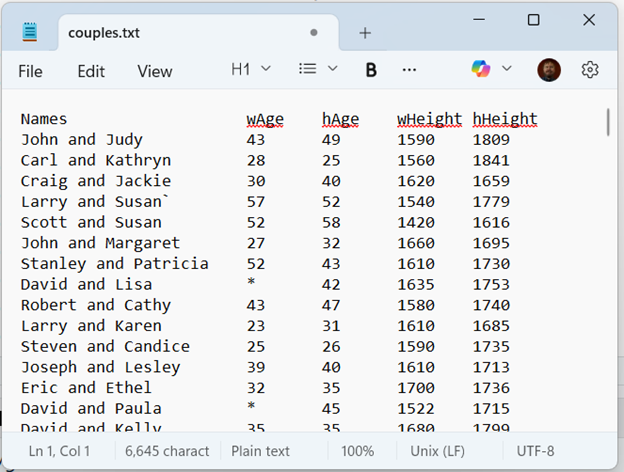 couples.txt
File Edit View H1 B ...
Names wAge hAge wHeight hHeight
John and Judy 43 49 1590 1809
Carl and Kathryn 28 25 1560 1841
Craig and Jackie 30 40 1620 1659
Larry and Susan` 57 52 1540 1779
Scott and Susan 52 58 1420 1616
John and Margaret 27 32 1660 1695
Stanley and Patricia 52 43 1610 1730
David and Lisa * 42 1635 1753
Robert and Cathy 43 47 1580 1740
Larry and Karen 23 31 1610 1685
Steven and Candice 25 26 1590 1735
Joseph and Lesley 39 40 1610 1713
Eric and Ethel 32 35 1700 1736
David and Paula * 45 1522 1715
David and Kelly 35 35 1680 1799
Ln 1, Col 1 6,645 charact Plain text 100% Unix (LF) UTF-8